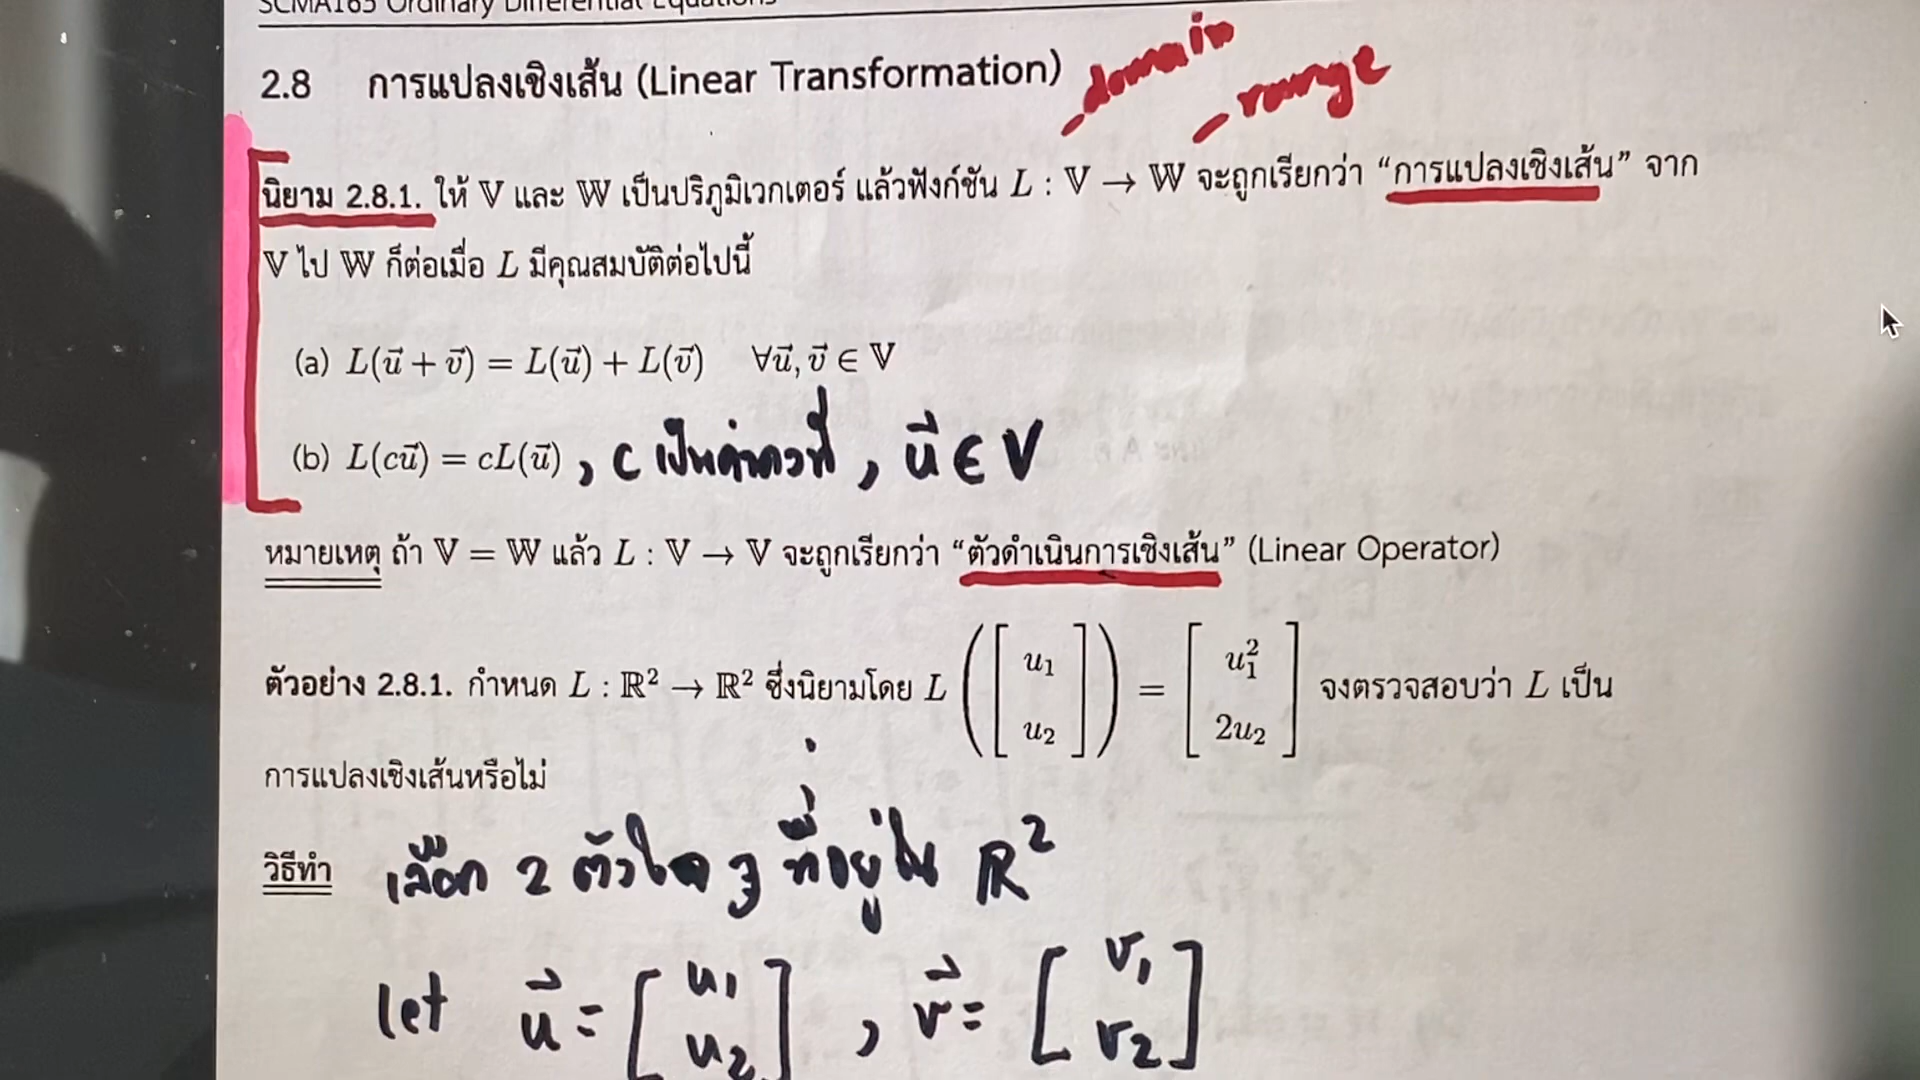 SCMA163 Ordinary Differential Equations
2.8 การแปลงเชิงเส้น (Linear Transformation)
domain
range
นิยาม 2.8.1. ให้ 𝕍 และ 𝕎 เป็นปริภูมิเวกเตอร์ แล้วฟังก์ชัน L : 𝕍 → 𝕎 จะถูกเรียกว่า “การแปลงเชิงเส้น” จาก
𝕍 ไป 𝕎 ก็ต่อเมื่อ L มีคุณสมบัติต่อไปนี้
(a) L(u⃗ + v⃗) = L(u⃗) + L(v⃗) ∀u⃗, v⃗ ∈ 𝕍
(b) L(cu⃗) = cL(u⃗) , c เป็นค่าคงที่ , u⃗ ∈ V
หมายเหตุ ถ้า 𝕍 = 𝕎 แล้ว L : 𝕍 → 𝕍 จะถูกเรียกว่า “ตัวดำเนินการเชิงเส้น” (Linear Operator)
ตัวอย่าง 2.8.1. กำหนด L : ℝ² → ℝ² ซึ่งนิยามโดย L([u₁ u₂]) = [u₁² 2u₂] จงตรวจสอบว่า L เป็น
การแปลงเชิงเส้นหรือไม่
วิธีทำ เลือก 2 ตัวใด ๆ ที่อยู่ใน ℝ²
let u⃗ = [u₁ u₂] , v⃗ = [v₁ v₂]